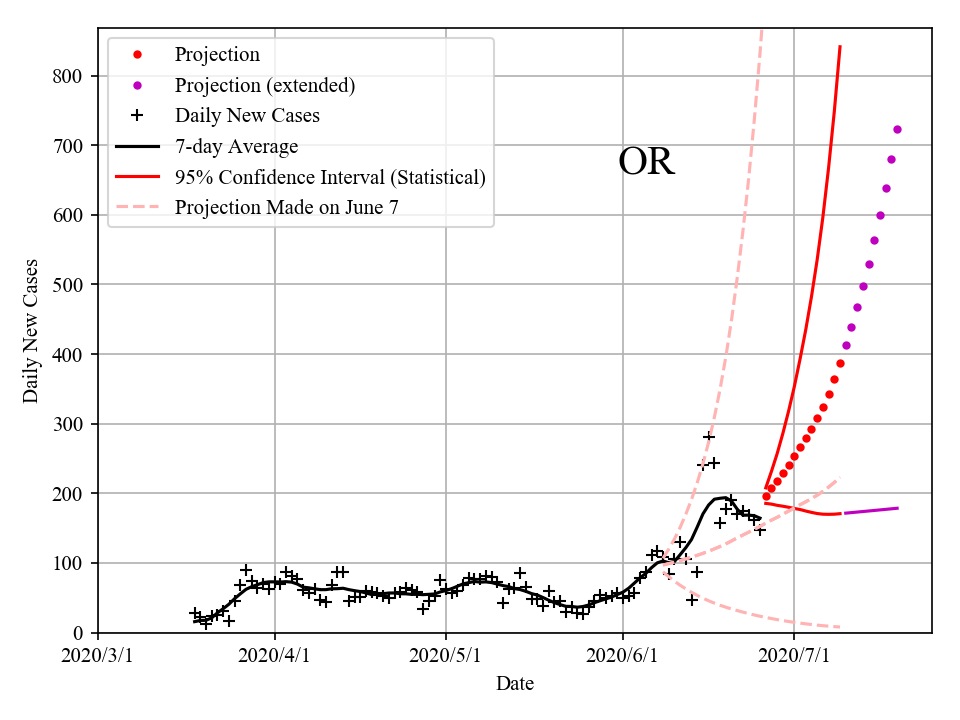 Projection
Projection (extended)
Daily New Cases
7-day Average
95% Confidence Interval (Statistical)
Projection Made on June 7
OR
800
700
600
500
400
300
200
100
0
Daily New Cases
2020/3/1 2020/4/1 2020/5/1 2020/6/1 2020/7/1
Date